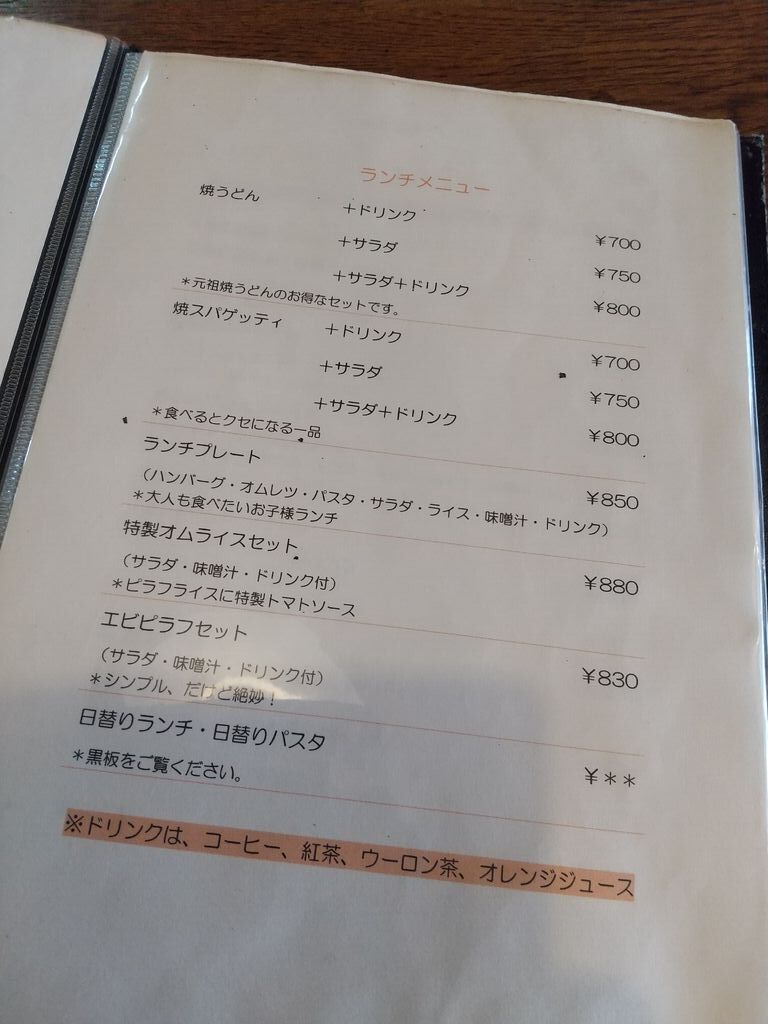 ランチメニュー
焼うどん ＋ドリンク ¥700
＋サラダ ¥750
＋サラダ＋ドリンク ¥800
＊元祖焼うどんのお得なセットです。
焼スパゲッティ ＋ドリンク ¥700
＋サラダ ¥750
＋サラダ＋ドリンク ¥800
＊食べるとクセになる一品
ランチプレート ¥850
（ハンバーグ・オムレツ・パスタ・サラダ・ライス・味噌汁・ドリンク）
＊大人も食べたいお子様ランチ
特製オムライスセット ¥880
（サラダ・味噌汁・ドリンク付）
＊ピラフライスに特製トマトソース
エビピラフセット ¥830
（サラダ・味噌汁・ドリンク付）
＊シンプル、だけど絶妙！
日替りランチ・日替りパスタ ¥＊＊
＊黒板をご覧ください。
※ドリンクは、コーヒー、紅茶、ウーロン茶、オレンジジュース